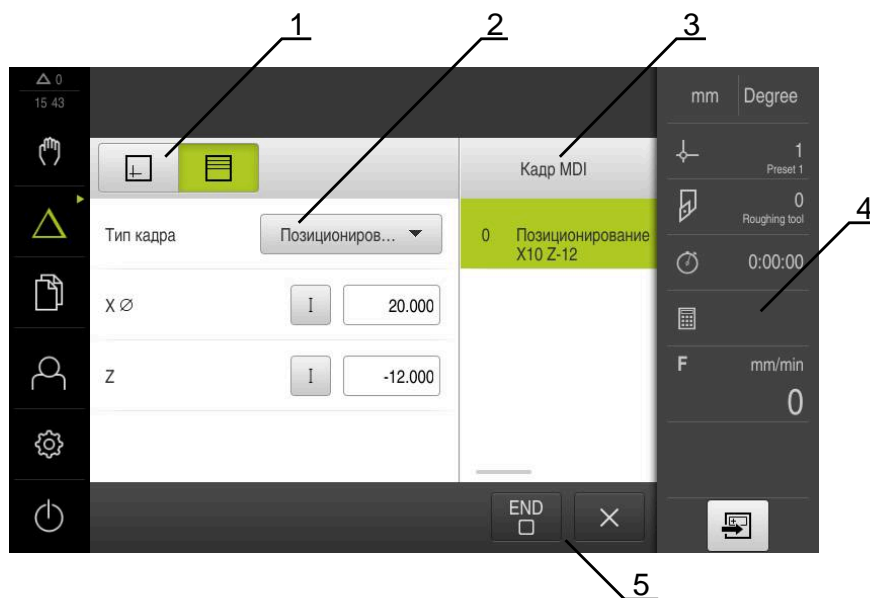 1 2 3
0
15 43
mm Degree
1
Preset 1
Кадр MDI
0
Roughing tool
4
Тип кадра Позициониров... 0 Позиционирование
X10 Z-12
0:00:00
X Ø I 20.000
F mm/min
Z I -12.000
0
END
5